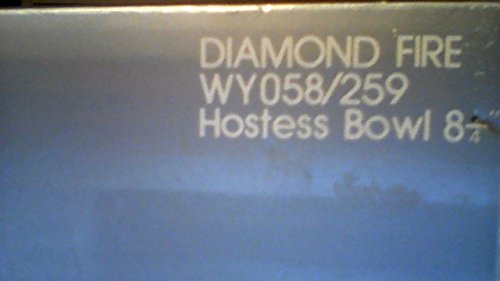 DIAMOND FIRE
WY058/259
Hostess Bowl 8¼"